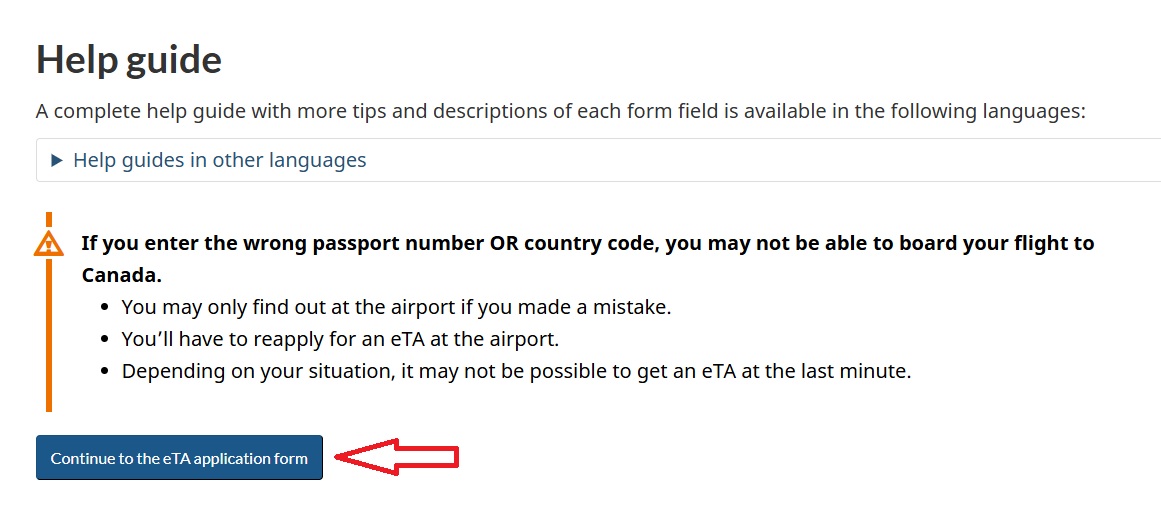 Help guide
A complete help guide with more tips and descriptions of each form field is available in the following languages:
Help guides in other languages
If you enter the wrong passport number OR country code, you may not be able to board your flight to
Canada.
You may only find out at the airport if you made a mistake.
You’ll have to reapply for an eTA at the airport.
Depending on your situation, it may not be possible to get an eTA at the last minute.
Continue to the eTA application form